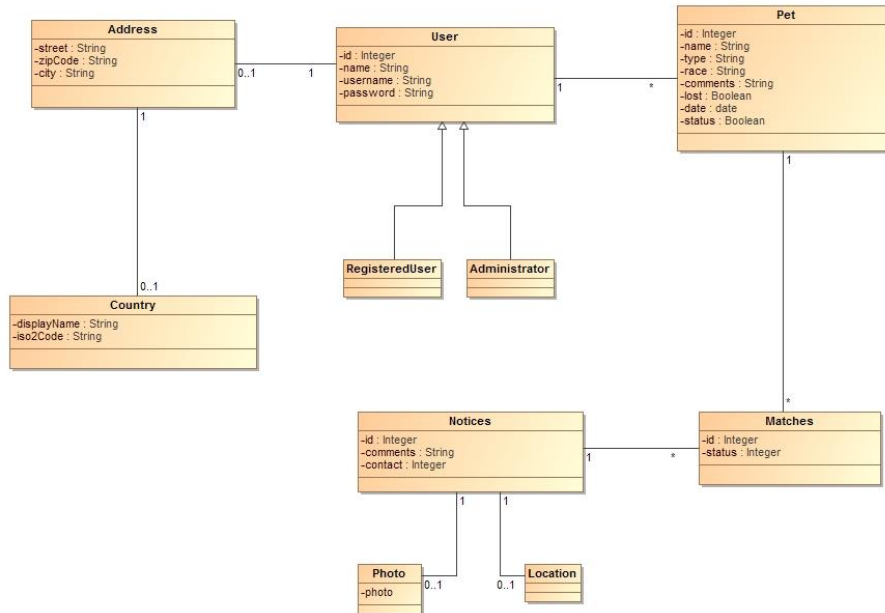 Address
-street : String
-zipCode : String
-city : String
0..1
1
User
-id : Integer
-name : String
-username : String
-password : String
1
*
Pet
-id : Integer
-name : String
-type : String
-race : String
-comments : String
-lost : Boolean
-date : date
-status : Boolean
1
1
RegisteredUser
Administrator
0..1
Country
-displayName : String
-iso2Code : String
*
Notices
-id : Integer
-comments : String
-contact : Integer
1
*
Matches
-id : Integer
-status : Integer
1
1
Photo
-photo
0..1
0..1
Location